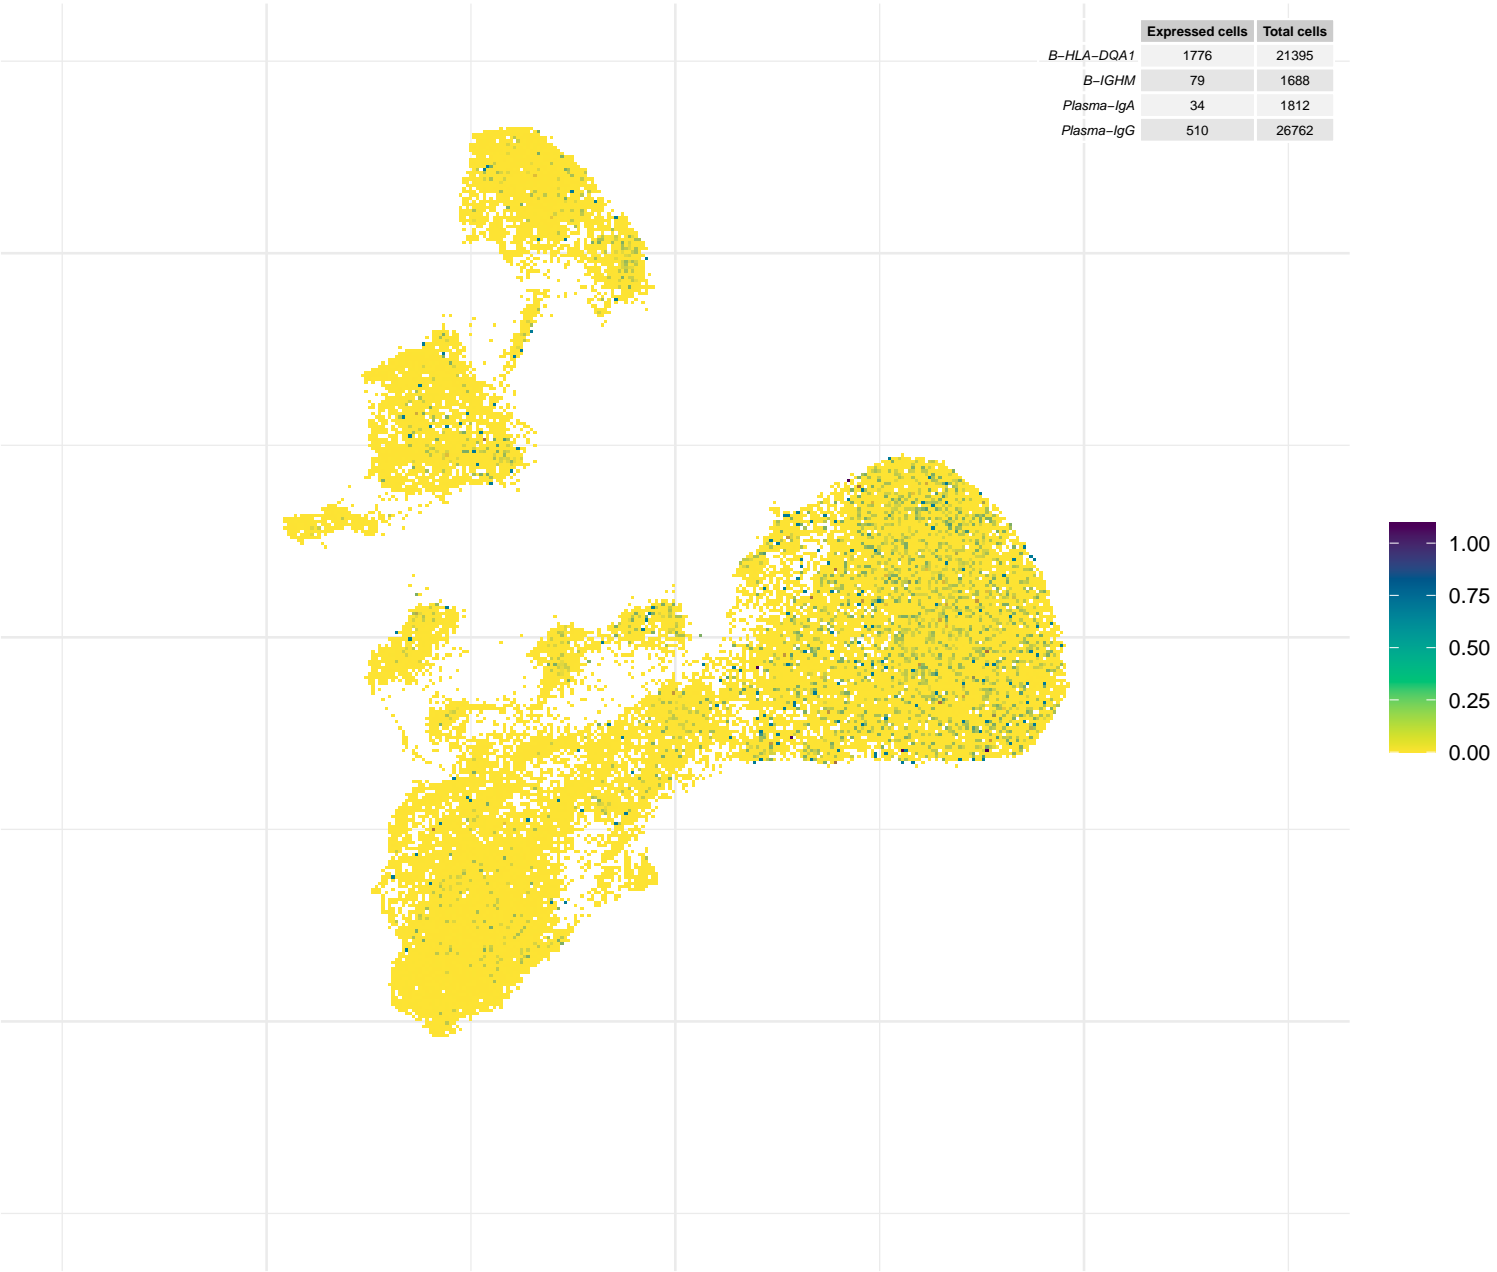 Expressed cells Total cells
B−HLA−DQA1 1776 21395
B−IGHM 79 1688
Plasma−IgA 34 1812
Plasma−IgG 510 26762
1.00
0.75
0.50
0.25
0.00